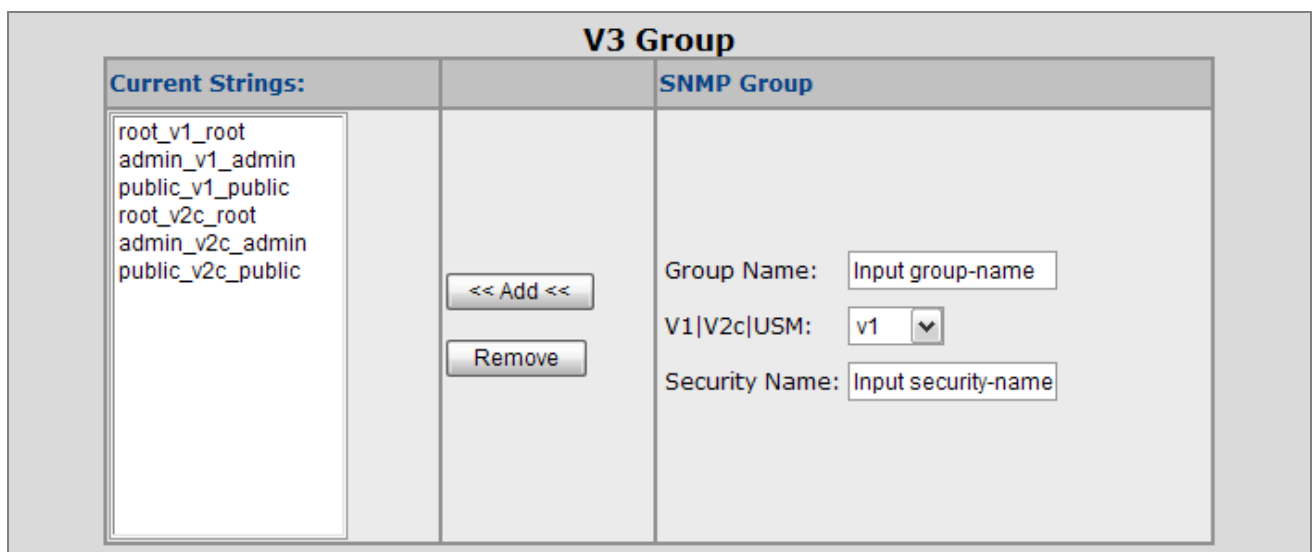 V3 Group
Current Strings:
SNMP Group
root_v1_root
admin_v1_admin
public_v1_public
root_v2c_root
admin_v2c_admin
public_v2c_public
<< Add <<
Remove
Group Name: Input group-name
V1|V2c|USM: v1
Security Name: Input security-name